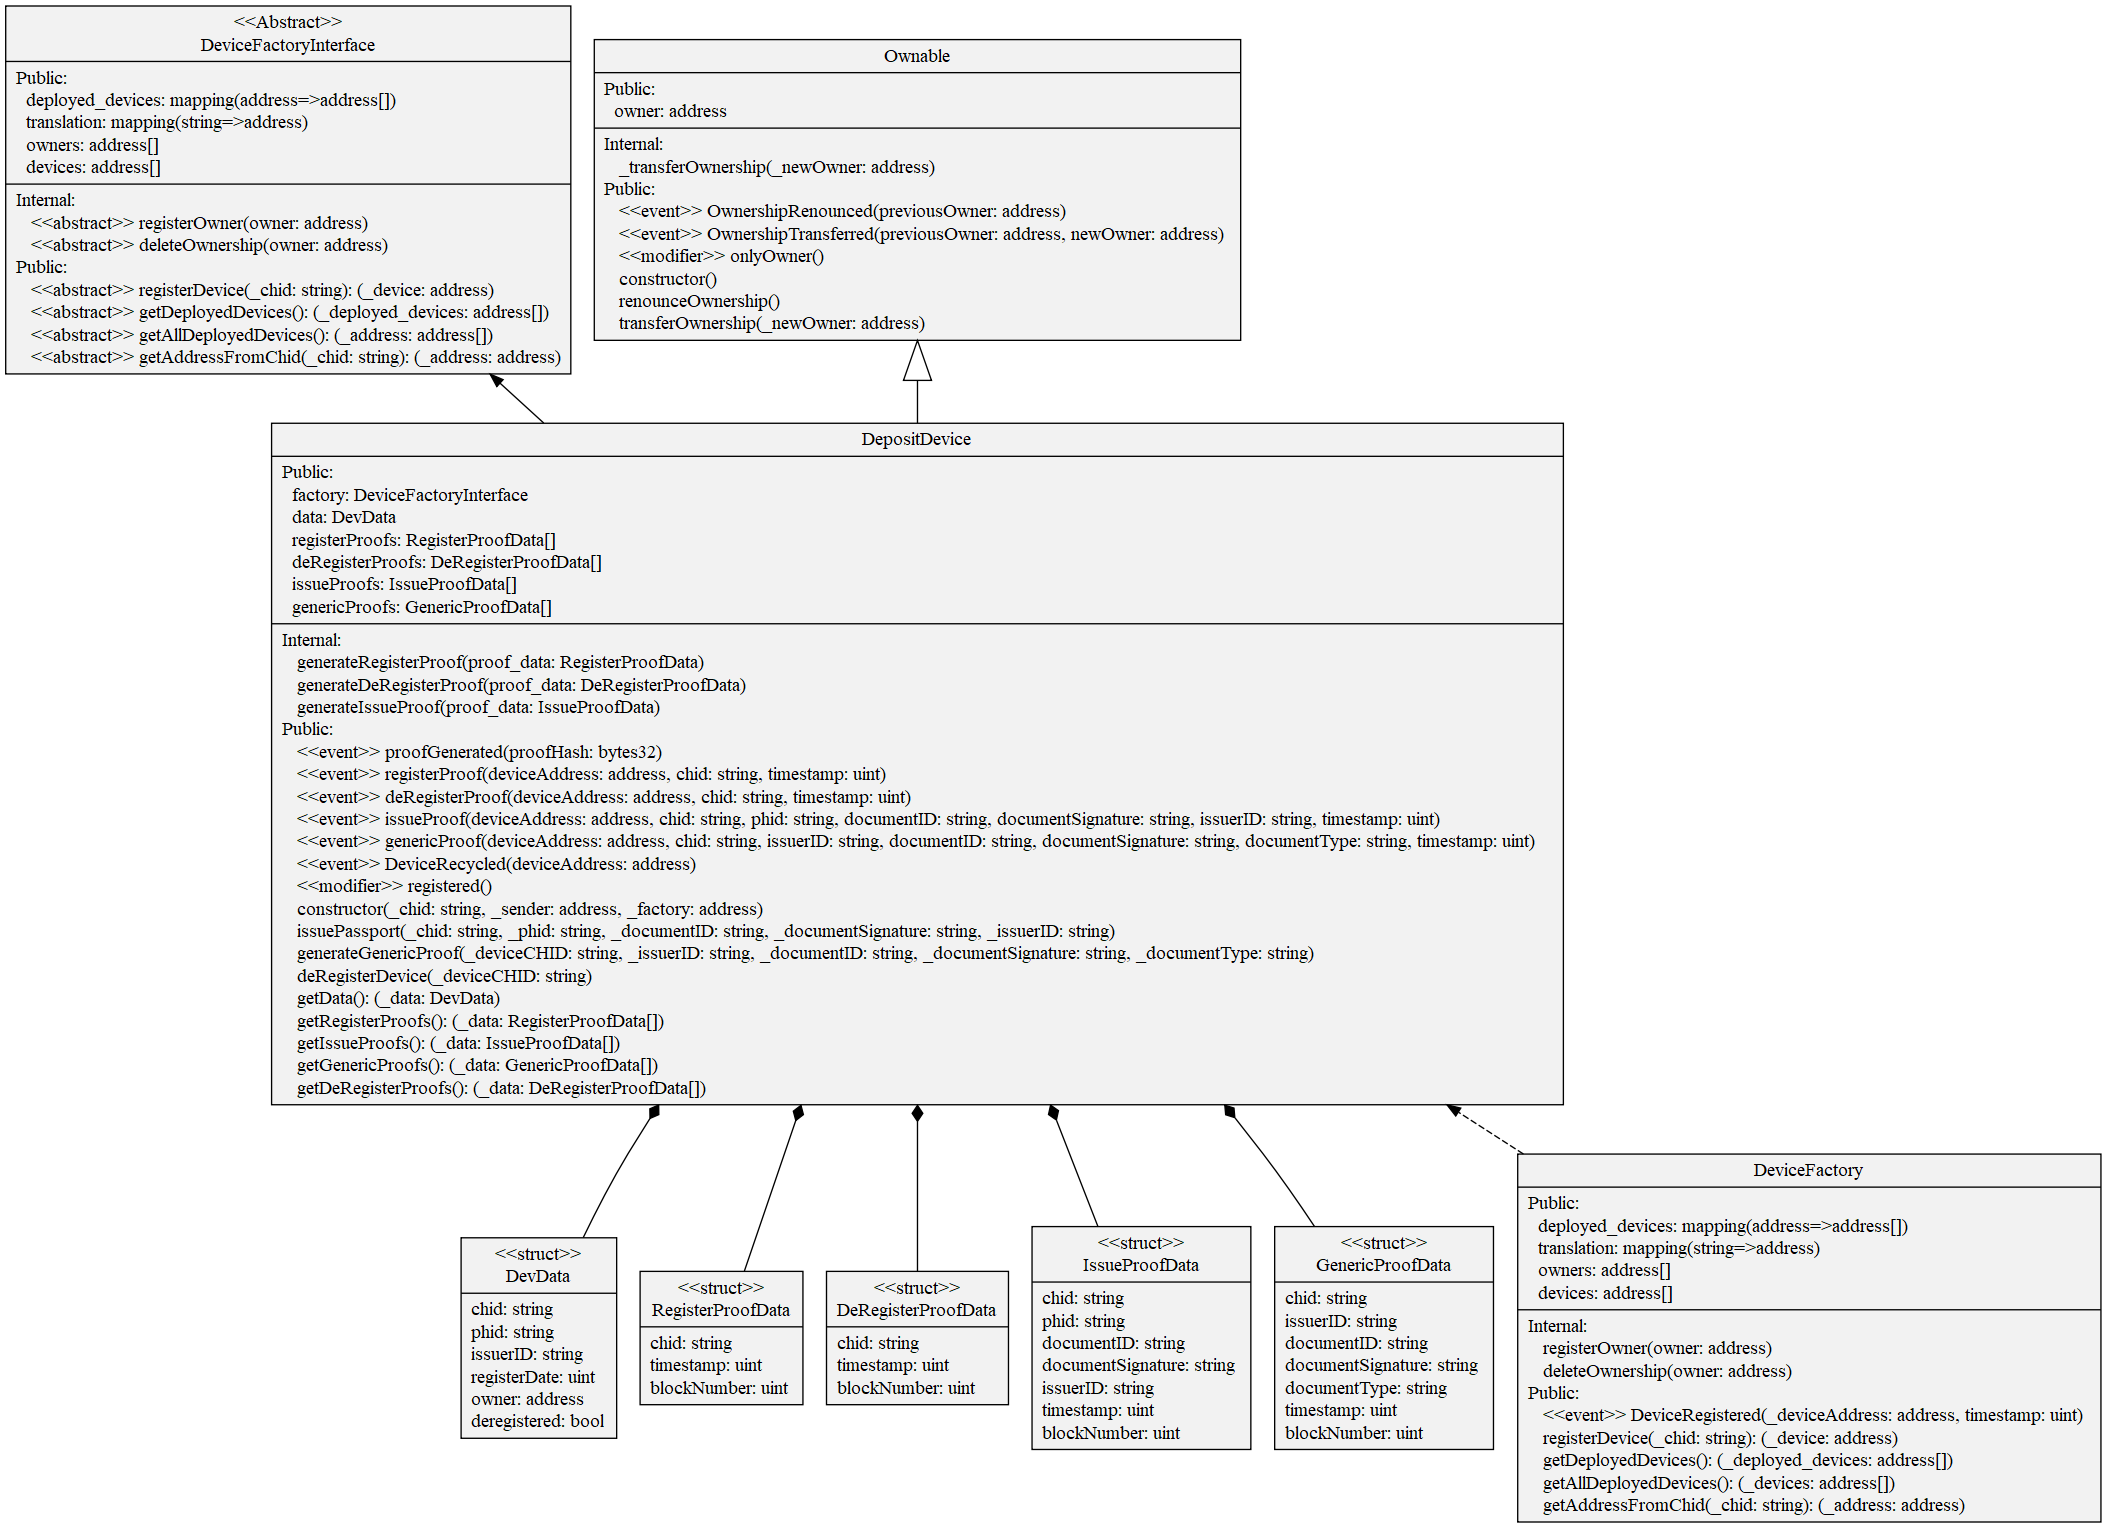 <<Abstract>>
DeviceFactoryInterface
Public:
deployed_devices: mapping(address=>address[])
translation: mapping(string=>address)
owners: address[]
devices: address[]
Internal:
<<abstract>> registerOwner(owner: address)
<<abstract>> deleteOwnership(owner: address)
Public:
<<abstract>> registerDevice(_chid: string): (_device: address)
<<abstract>> getDeployedDevices(): (_deployed_devices: address[])
<<abstract>> getAllDeployedDevices(): (_address: address[])
<<abstract>> getAddressFromChid(_chid: string): (_address: address)
Ownable
Public:
owner: address
Internal:
_transferOwnership(_newOwner: address)
Public:
<<event>> OwnershipRenounced(previousOwner: address)
<<event>> OwnershipTransferred(previousOwner: address, newOwner: address)
<<modifier>> onlyOwner()
constructor()
renounceOwnership()
transferOwnership(_newOwner: address)
DepositDevice
Public:
factory: DeviceFactoryInterface
data: DevData
registerProofs: RegisterProofData[]
deRegisterProofs: DeRegisterProofData[]
issueProofs: IssueProofData[]
genericProofs: GenericProofData[]
Internal:
generateRegisterProof(proof_data: RegisterProofData)
generateDeRegisterProof(proof_data: DeRegisterProofData)
generateIssueProof(proof_data: IssueProofData)
Public:
<<event>> proofGenerated(proofHash: bytes32)
<<event>> registerProof(deviceAddress: address, chid: string, timestamp: uint)
<<event>> deRegisterProof(deviceAddress: address, chid: string, timestamp: uint)
<<event>> issueProof(deviceAddress: address, chid: string, phid: string, documentID: string, documentSignature: string, issuerID: string, timestamp: uint)
<<event>> genericProof(deviceAddress: address, chid: string, issuerID: string, documentID: string, documentSignature: string, documentType: string, timestamp: uint)
<<event>> DeviceRecycled(deviceAddress: address)
<<modifier>> registered()
constructor(_chid: string, _sender: address, _factory: address)
issuePassport(_chid: string, _phid: string, _documentID: string, _documentSignature: string, _issuerID: string)
generateGenericProof(_deviceCHID: string, _issuerID: string, _documentID: string, _documentSignature: string, _documentType: string)
deRegisterDevice(_deviceCHID: string)
getData(): (_data: DevData)
getRegisterProofs(): (_data: RegisterProofData[])
getIssueProofs(): (_data: IssueProofData[])
getGenericProofs(): (_data: GenericProofData[])
getDeRegisterProofs(): (_data: DeRegisterProofData[])
<<struct>>
DevData
chid: string
phid: string
issuerID: string
registerDate: uint
owner: address
deregistered: bool
<<struct>>
RegisterProofData
chid: string
timestamp: uint
blockNumber: uint
<<struct>>
DeRegisterProofData
chid: string
timestamp: uint
blockNumber: uint
<<struct>>
IssueProofData
chid: string
phid: string
documentID: string
documentSignature: string
issuerID: string
timestamp: uint
blockNumber: uint
<<struct>>
GenericProofData
chid: string
issuerID: string
documentID: string
documentSignature: string
documentType: string
timestamp: uint
blockNumber: uint
DeviceFactory
Public:
deployed_devices: mapping(address=>address[])
translation: mapping(string=>address)
owners: address[]
devices: address[]
Internal:
registerOwner(owner: address)
deleteOwnership(owner: address)
Public:
<<event>> DeviceRegistered(_deviceAddress: address, timestamp: uint)
registerDevice(_chid: string): (_device: address)
getDeployedDevices(): (_deployed_devices: address[])
getAllDeployedDevices(): (_devices: address[])
getAddressFromChid(_chid: string): (_address: address)